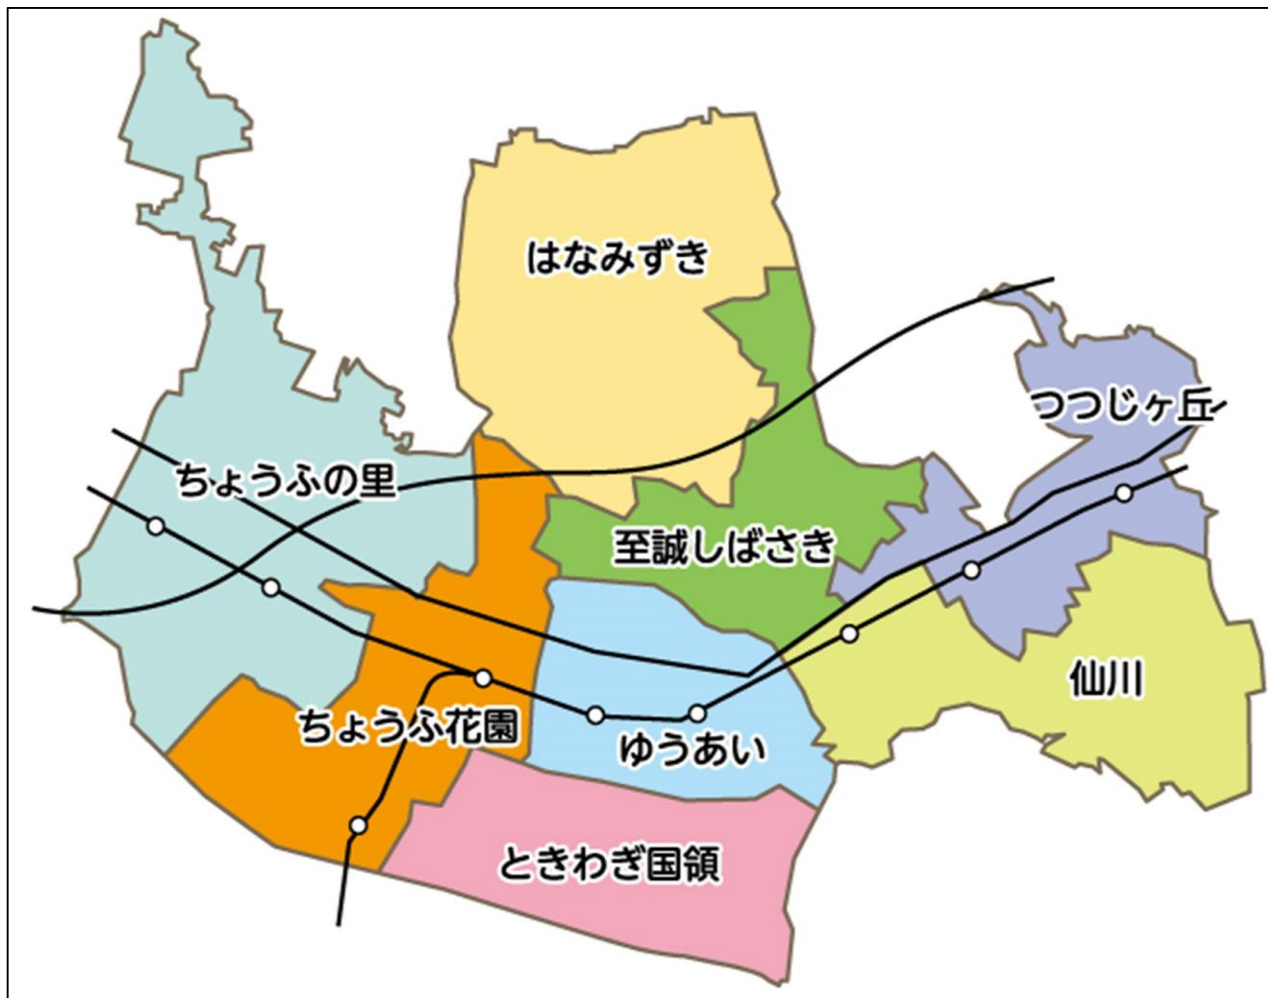 はなみずき
つつじヶ丘
ちょうふの里
至誠しばさき
仙川
ちょうふ花園
ゆうあい
ときわぎ国領